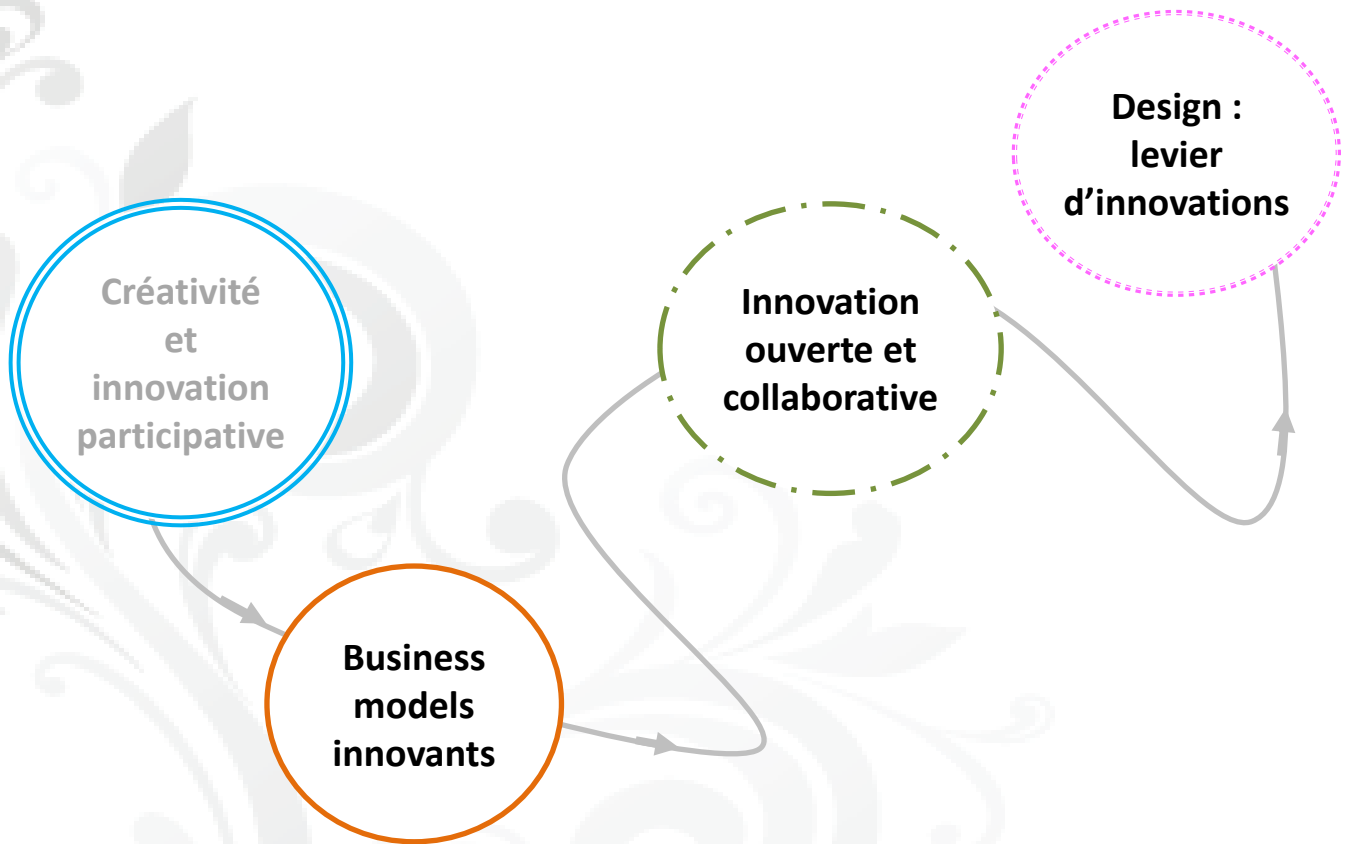 Créativité
et
innovation
participative
Business
models
innovants
Innovation
ouverte et
collaborative
Design :
levier
d’innovations